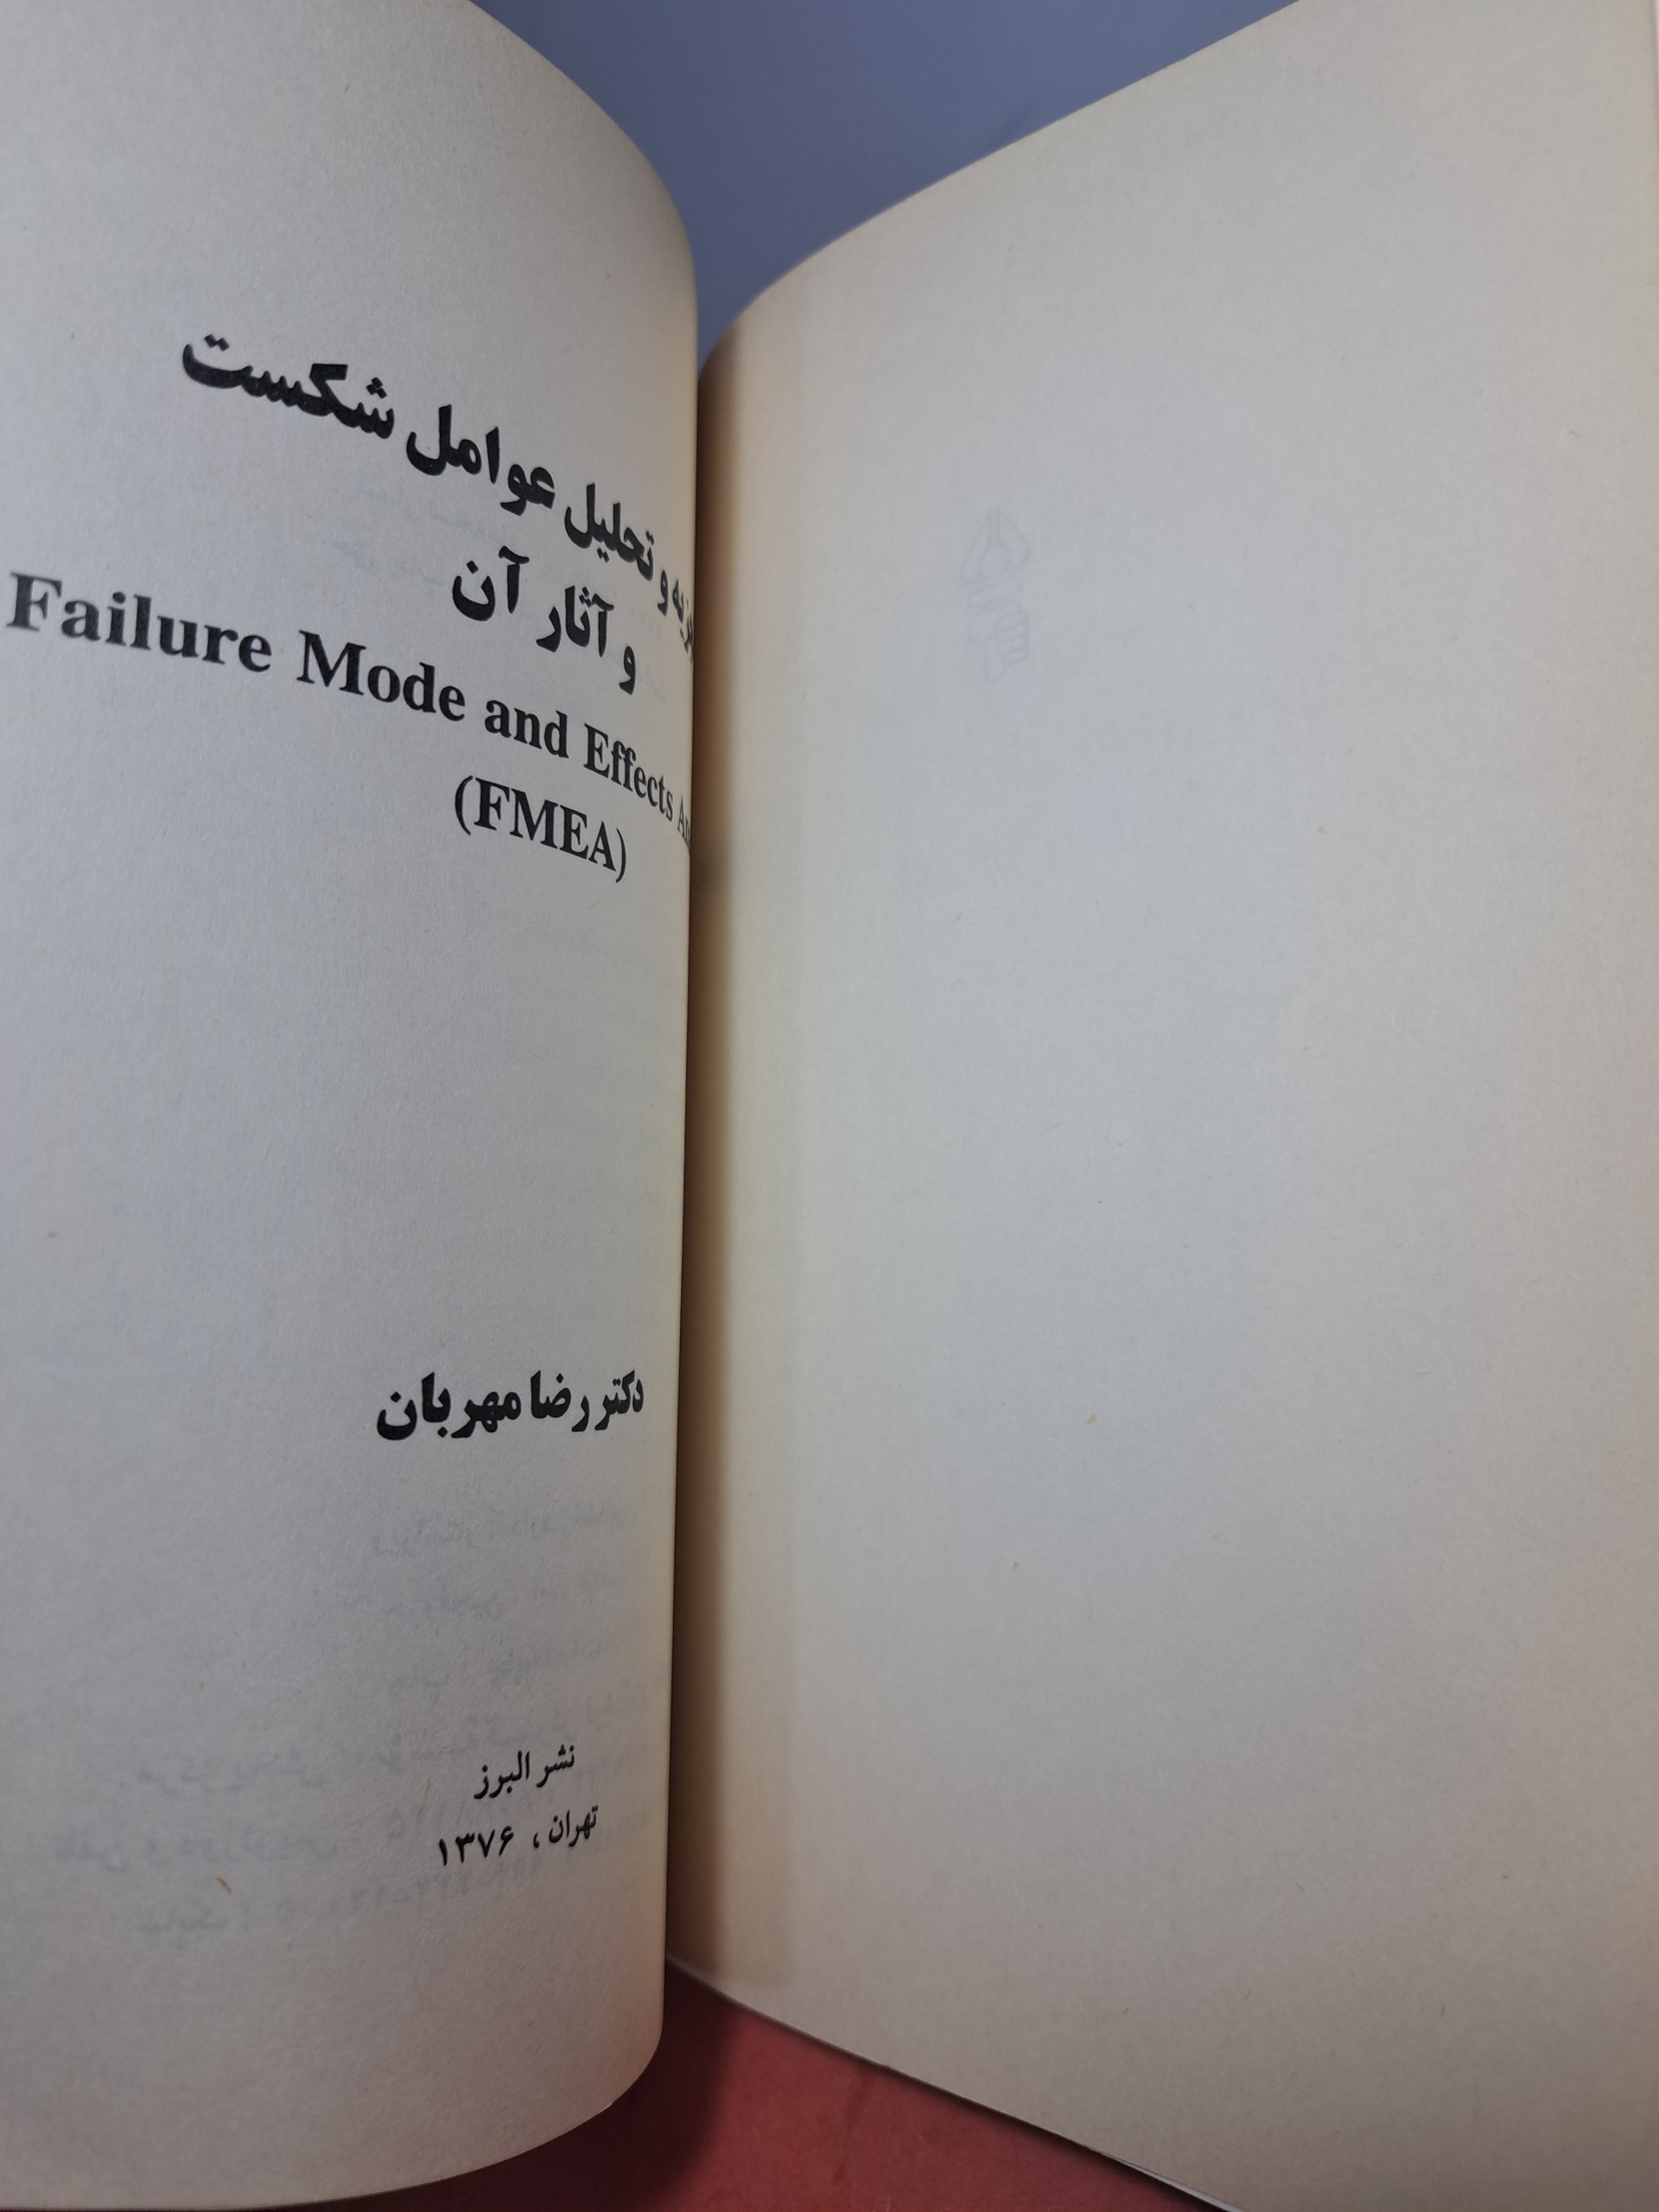 و تحلیل عوامل شکست
و آثار آن
Failure Mode and Effects
(FMEA)
دکتر رضا مهربان
نشر البرز
تهران، ۱۳۷۶